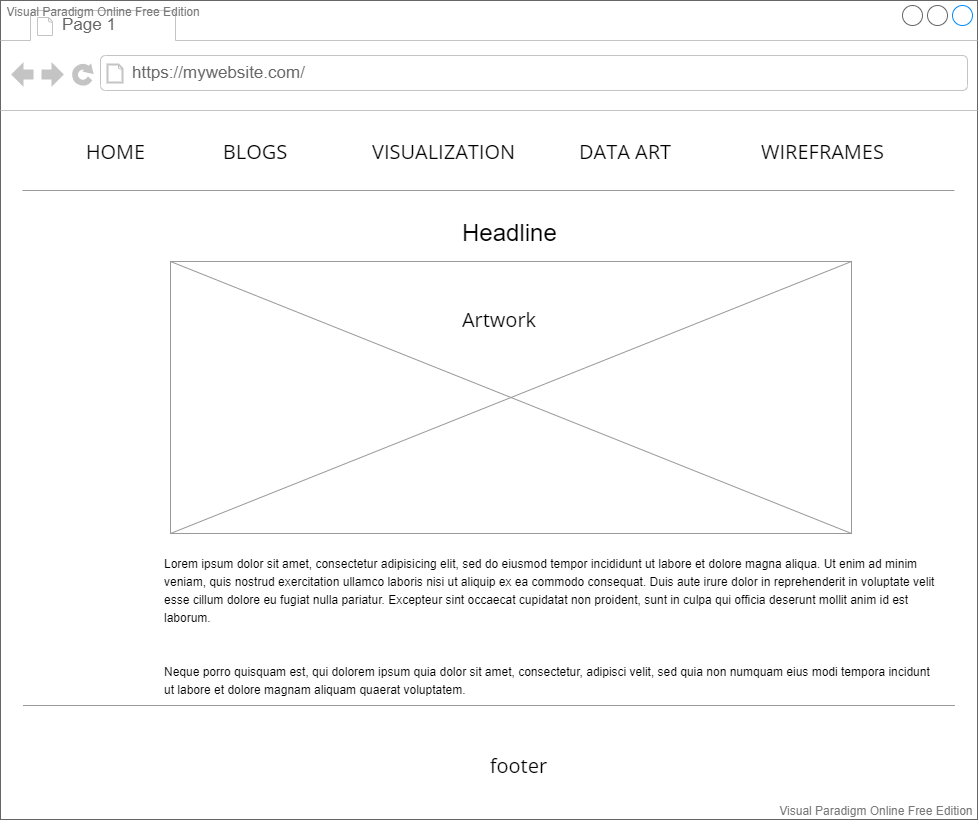 Visual Paradigm Online Free Edition
Page 1
https://mywebsite.com/
HOME BLOGS VISUALIZATION DATA ART WIREFRAMES
Headline
Artwork
Lorem ipsum dolor sit amet, consectetur adipisicing elit, sed do eiusmod tempor incididunt ut labore et dolore magna aliqua. Ut enim ad minim
veniam, quis nostrud exercitation ullamco laboris nisi ut aliquip ex ea commodo consequat. Duis aute irure dolor in reprehenderit in voluptate velit
esse cillum dolore eu fugiat nulla pariatur. Excepteur sint occaecat cupidatat non proident, sunt in culpa qui officia deserunt mollit anim id est
laborum.
Neque porro quisquam est, qui dolorem ipsum quia dolor sit amet, consectetur, adipisci velit, sed quia non numquam eius modi tempora incidunt
ut labore et dolore magnam aliquam quaerat voluptatem.
footer
Visual Paradigm Online Free Edition